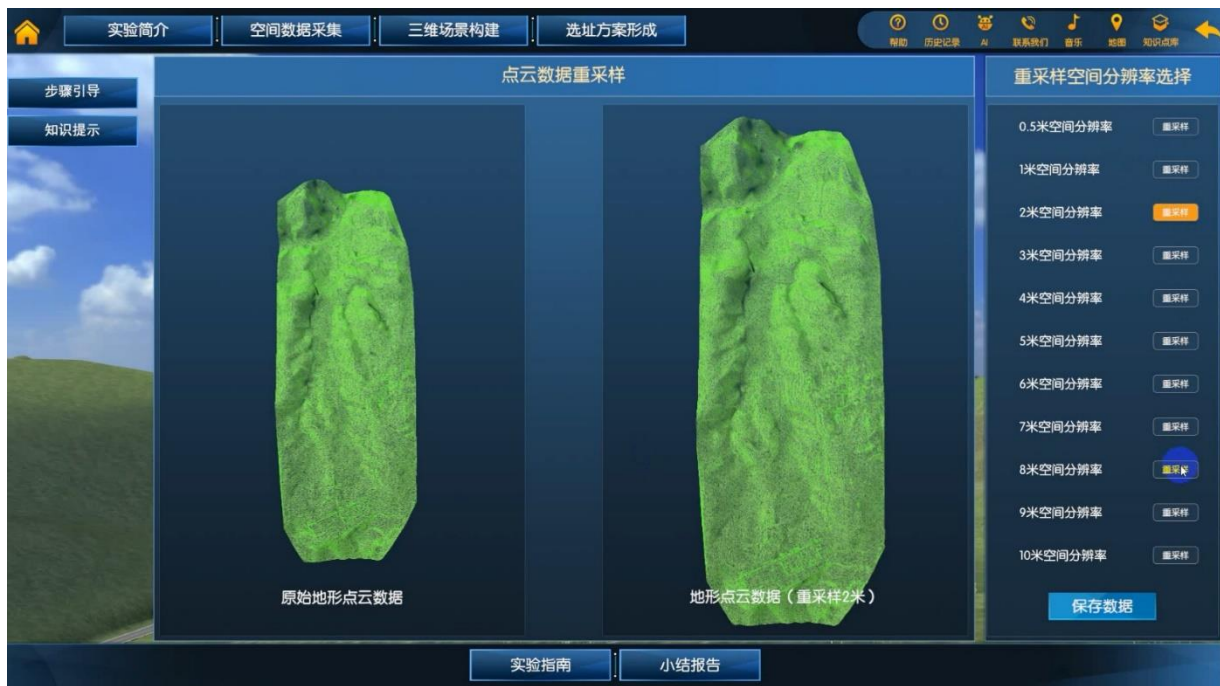 实验简介
空间数据采集
三维场景构建
选址方案形成
帮助
历史记录
AI
联系我们
音乐
地图
知识点库
步骤引导
知识提示
点云数据重采样
原始地形点云数据
地形点云数据（重采样2米）
重采样空间分辨率选择
0.5米空间分辨率 重采样
1米空间分辨率 重采样
2米空间分辨率 重采样
3米空间分辨率 重采样
4米空间分辨率 重采样
5米空间分辨率 重采样
6米空间分辨率 重采样
7米空间分辨率 重采样
8米空间分辨率 重采样
9米空间分辨率 重采样
10米空间分辨率 重采样
保存数据
实验指南
小结报告